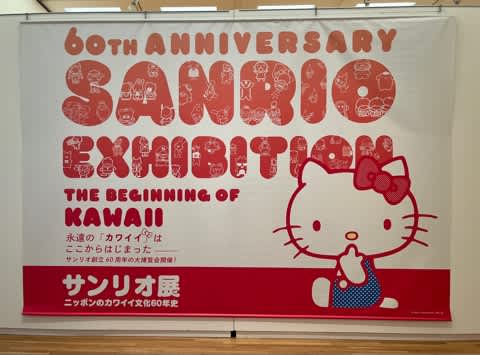 60TH ANNIVERSARY
SANRIO
EXHIBITION
THE BEGINNING OF
KAWAII
永遠の「カワイイ」は
ここからはじまった
サンリオ創立60周年の大博覧会開催!
サンリオ展
ニッポンのカワイイ文化60年史